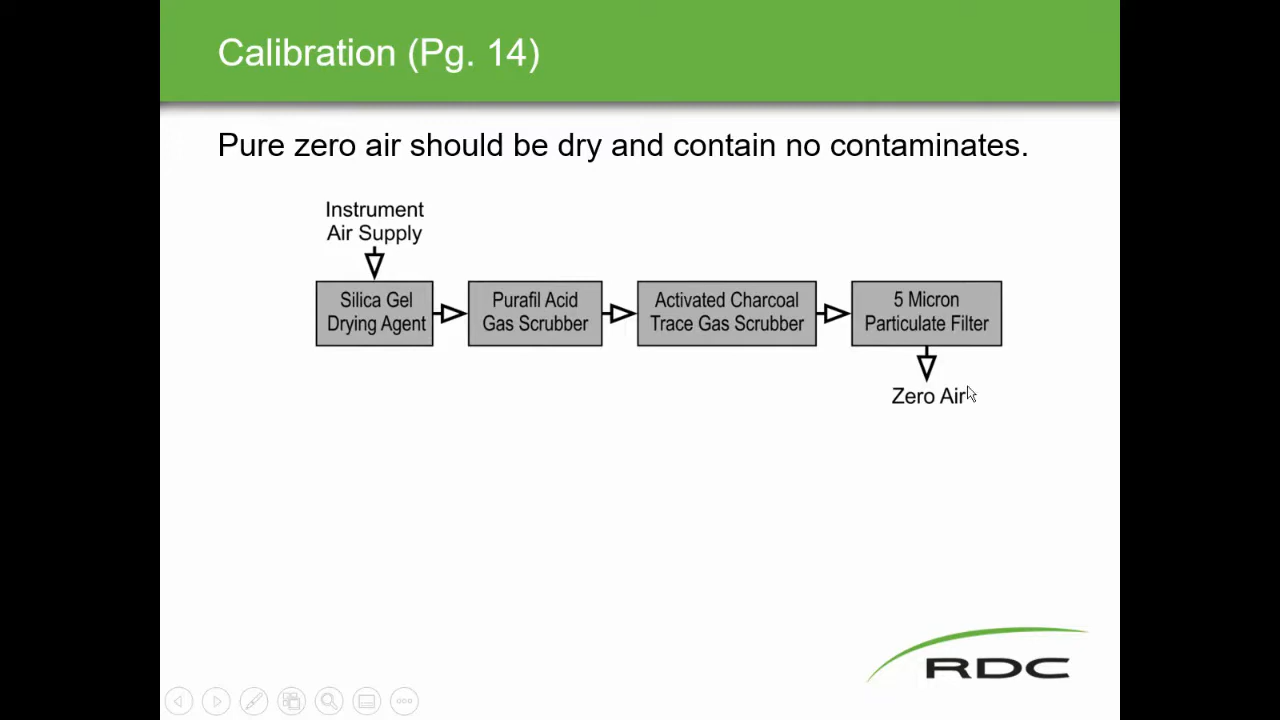 Calibration (Pg. 14)
Pure zero air should be dry and contain no contaminates.
Instrument
Air Supply
Silica Gel
Drying Agent
Purafil Acid
Gas Scrubber
Activated Charcoal
Trace Gas Scrubber
5 Micron
Particulate Filter
Zero Air
RDC